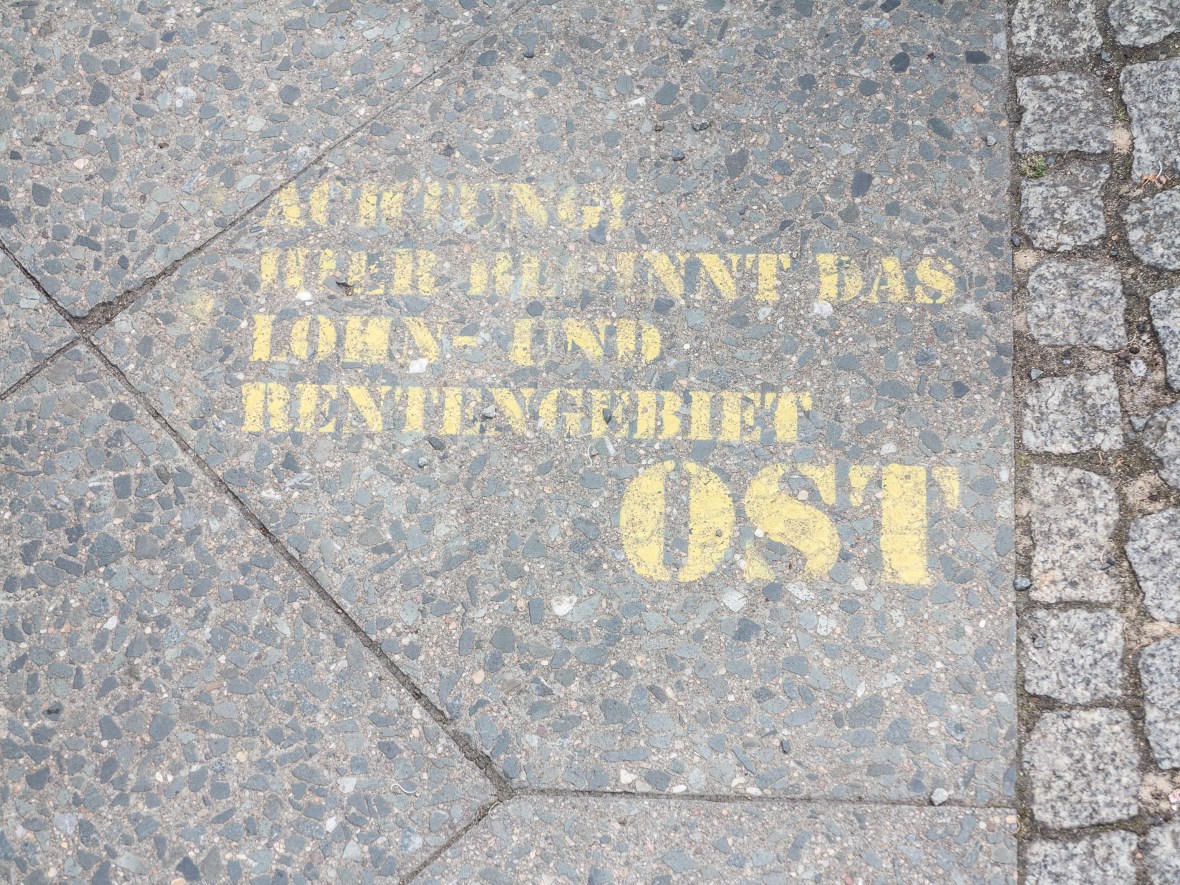 ACHTUNG!
HIER BEGINNT DAS
LOHN- UND
RENTENGEBIET
OST